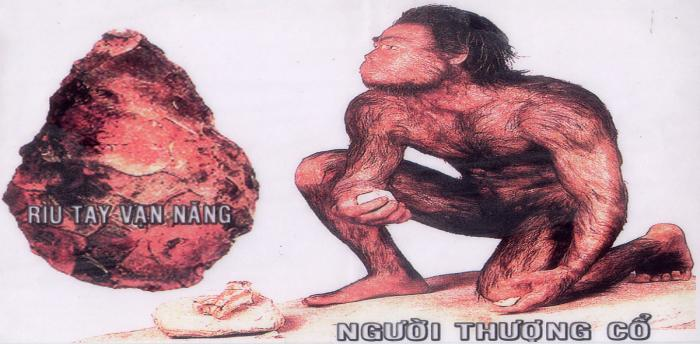 RÌU TAY VẠN NĂNG
NGƯỜI THƯỢNG CỔ